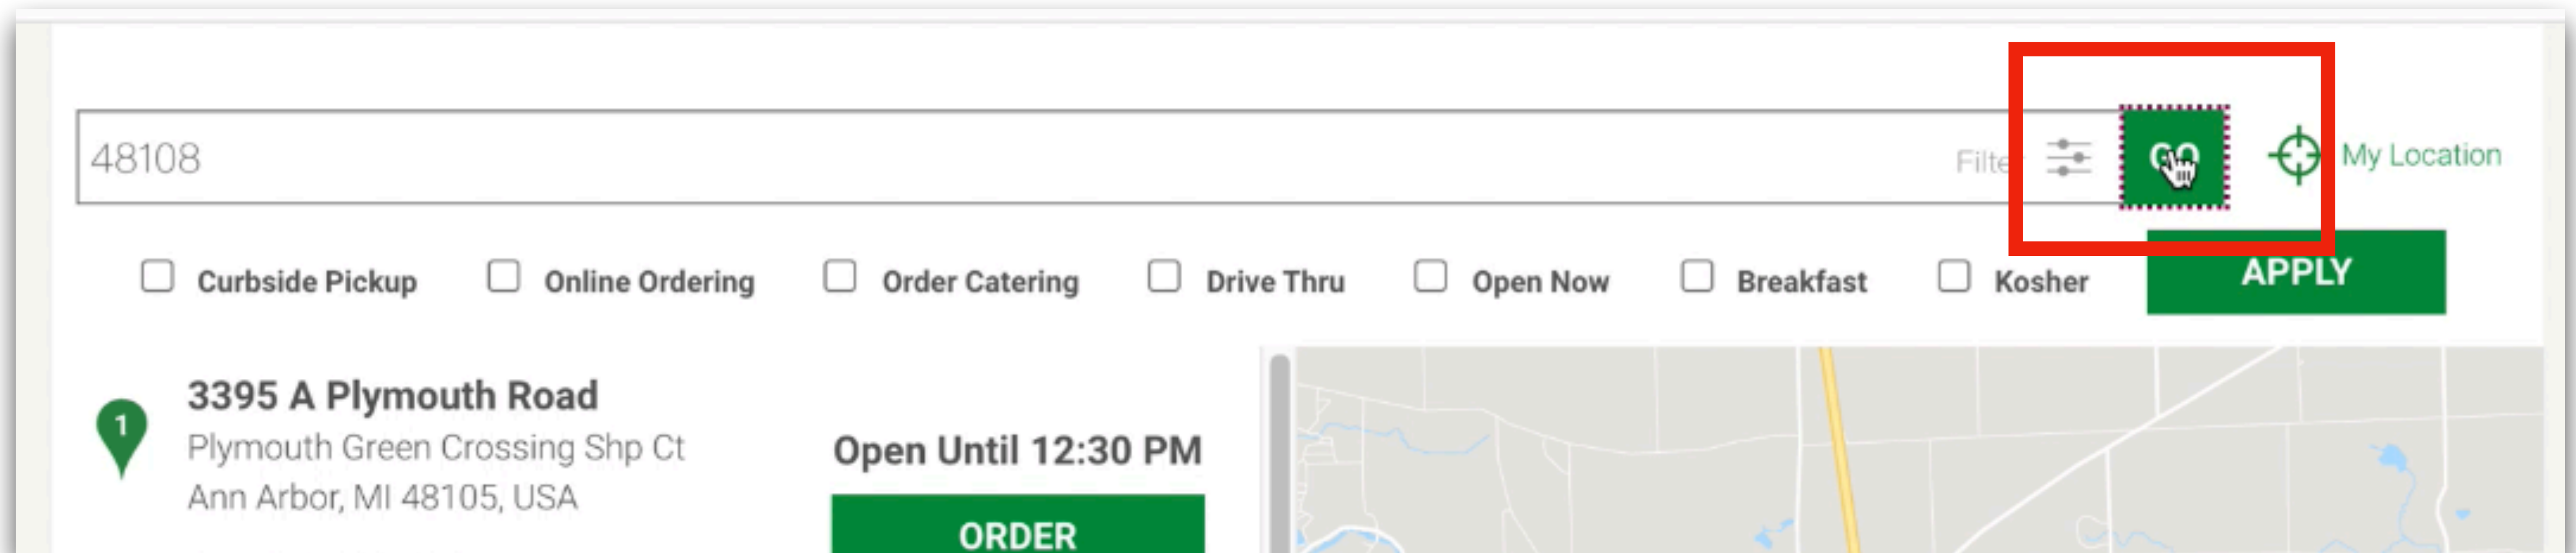 48108 Filter GO My Location
Curbside Pickup Online Ordering Order Catering Drive Thru Open Now Breakfast Kosher APPLY
1 3395 A Plymouth Road
Plymouth Green Crossing Shp Ct
Ann Arbor, MI 48105, USA
Open Until 12:30 PM
ORDER